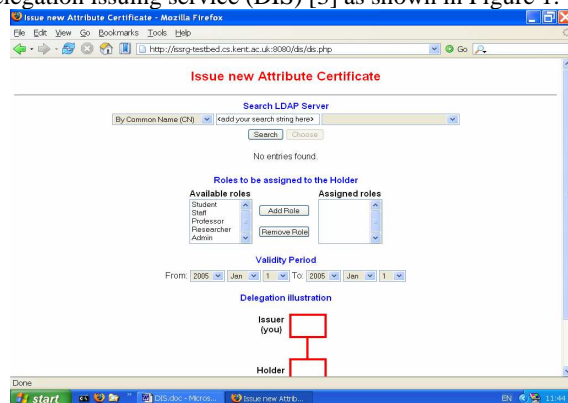 elegation issuing service (DIS) [5] as shown in Figure 1.
Issue new Attribute Certificate - Mozilla Firefox
File Edit View Go Bookmarks Tools Help
http://issrg-testbed.cs.kent.ac.uk:8080/dis/dis.php
Go
Issue new Attribute Certificate
Search LDAP Server
By Common Name (CN) <add your search string here>
Search Choose
No entries found
Roles to be assigned to the Holder
Available roles Assigned roles
Student
Staff
Professor
Researcher
Admin
Add Role
Remove Role
Validity Period
From: 2005 Jan 1 To: 2005 Jan 1
Delegation illustration
Issuer
(you)
Holder
Done
start
DIS.doc - Micros...
Issue new Attrib...
EN
11:44